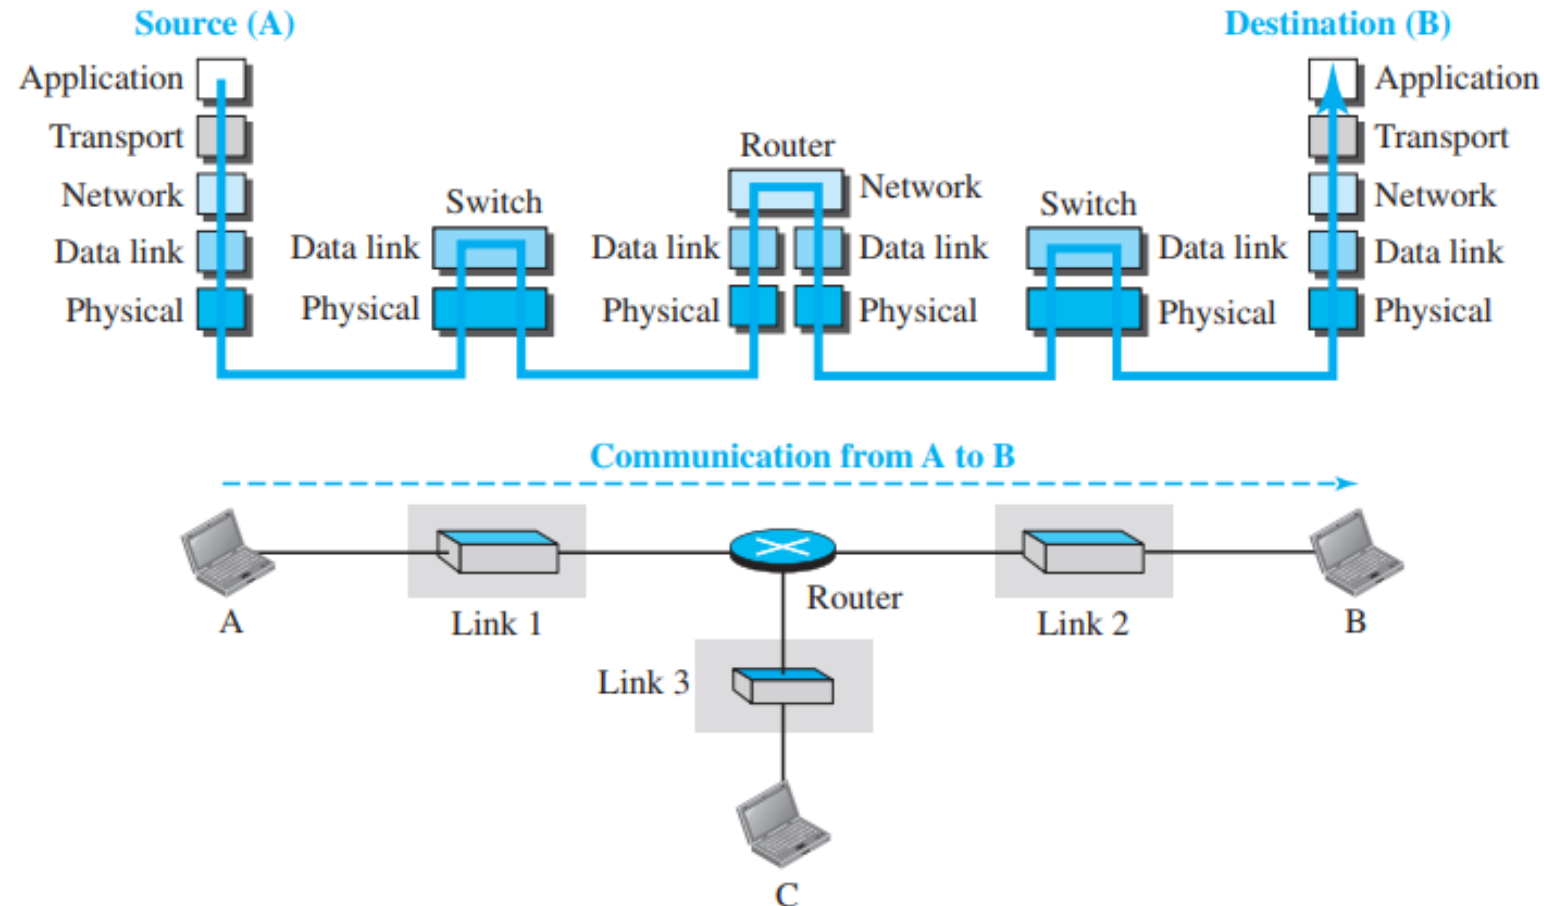 Source (A)
Destination (B)
Application
Transport
Network
Data link
Physical
Switch
Data link
Physical
Router
Network
Data link
Data link
Physical
Physical
Switch
Data link
Physical
Application
Transport
Network
Data link
Physical
Communication from A to B
A
Link 1
Router
Link 2
B
Link 3
C